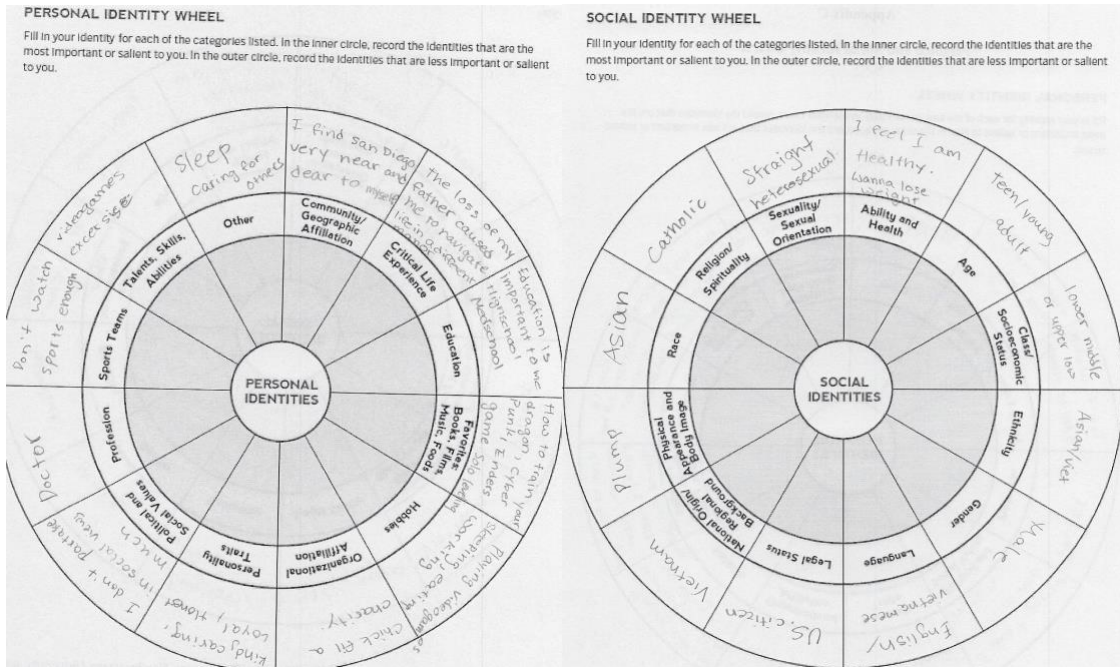 PERSONAL IDENTITY WHEEL
Fill in your identity for each of the categories listed. In the inner circle, record the identities that are the
most important or salient to you. In the outer circle, record the identities that are less important or salient
to you.
PERSONAL
IDENTITIES
Community/
Geographic
Affiliation
I find San Diego
very near and
dear to myself
Critical Life
Experience
The loss of my
father caused
me to navigate
life in a different
manner
Education
Education is
important to me
Highschool
Medschool
Favorites:
Books, Films,
Music, Foods
How to train your
dragon, Cyber
Punk, Enders
game, Solo leveling
Hobbies
Playing videogames
sleeping, eating
working
Organizational
Affiliation
Chick fil a
charity.
Personality
Traits
Kind, caring,
Loyal, Honest
Political and
Social Values
I don't partake
in social views
much
Profession
Doctor
Sports Teams
Don't watch
sports enough
Talents, Skills,
Abilities
videogames
excersise
Other
Sleep
caring for
others
SOCIAL IDENTITY WHEEL
Fill in your identity for each of the categories listed. In the inner circle, record the identities that are the
most important or salient to you. In the outer circle, record the identities that are less important or salient
to you.
SOCIAL
IDENTITIES
Ability and
Health
I feel I am
Healthy.
Wanna lose
weight
Age
Teen/young
adult
Class/
Socioeconomic
Status
lower middle
or upper low
Ethnicity
Asian/Viet
Gender
Male
Language
English/
vietnamese
Legal Status
U.S. citizen
National Origin/
Regional
Background
Vietnam
Physical
Appearance and
Body Image
Plump
Race
Asian
Religion/
Spirituality
Catholic
Sexuality/
Sexual
Orientation
Straight
heterosexual.